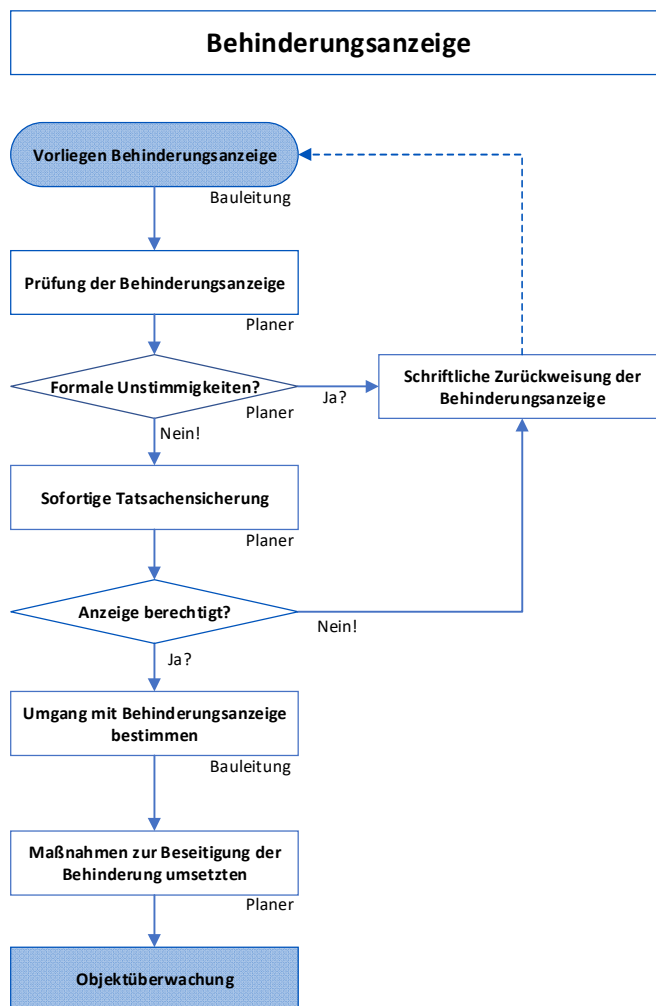 Behinderungsanzeige
Vorliegen Behinderungsanzeige
Bauleitung
Prüfung der Behinderungsanzeige
Planer
Formale Unstimmigkeiten?
Planer
Ja?
Schriftliche Zurückweisung der
Behinderungsanzeige
Nein!
Sofortige Tatsachensicherung
Planer
Anzeige berechtigt?
Nein!
Ja?
Umgang mit Behinderungsanzeige
bestimmen
Bauleitung
Maßnahmen zur Beseitigung der
Behinderung umsetzten
Planer
Objektüberwachung